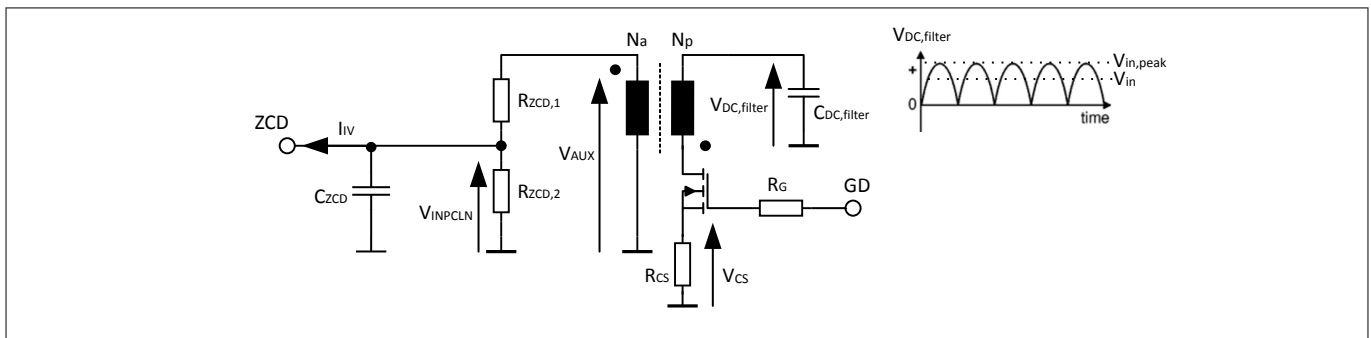 Na Np
RZCD,1
ZCD
IIV
CZCD
VINPCLN
RZCD,2
VAUX
VDC,filter
CDC,filter
RG
GD
RCS
VCS
VDC,filter
+
0
Vin,peak
Vin
time